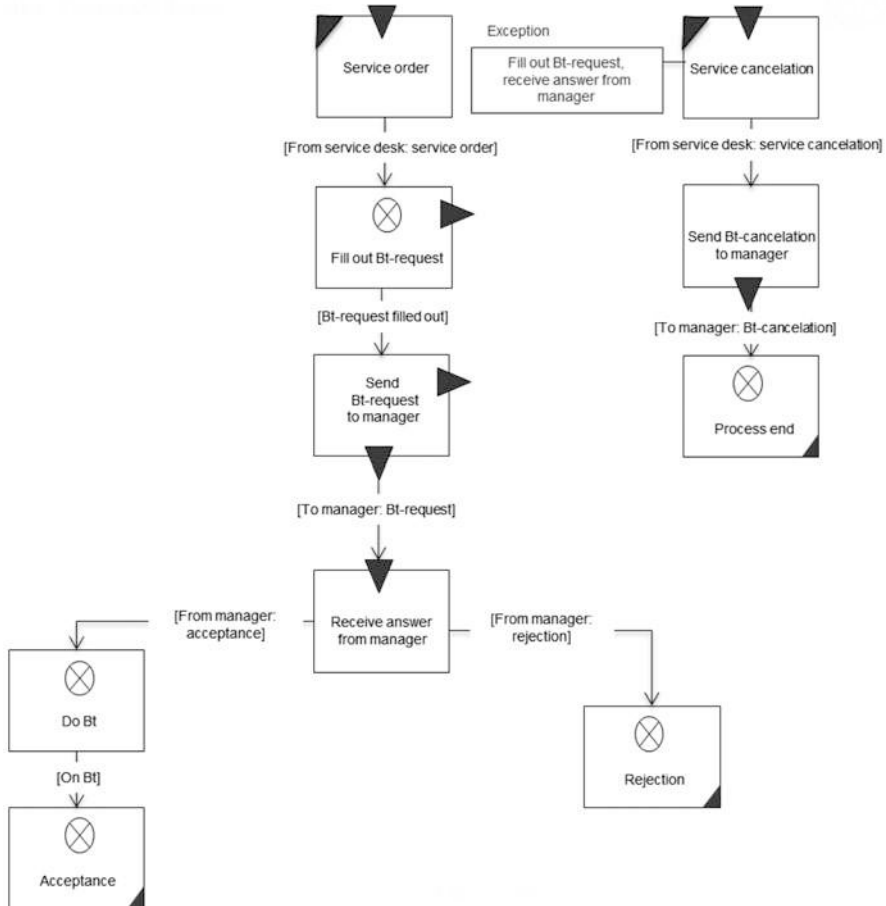 Exception
Service order
Fill out Bt-request,
receive answer from
manager
Service cancelation
[From service desk: service order]
[From service desk: service cancelation]
Fill out Bt-request
Send Bt-cancelation
to manager
[Bt-request filled out]
[To manager: Bt-cancelation]
Send
Bt-request
to manager
Process end
[To manager: Bt-request]
[From manager:
acceptance]
Receive answer
from manager
[From manager:
rejection]
Do Bt
[On Bt]
Rejection
Acceptance